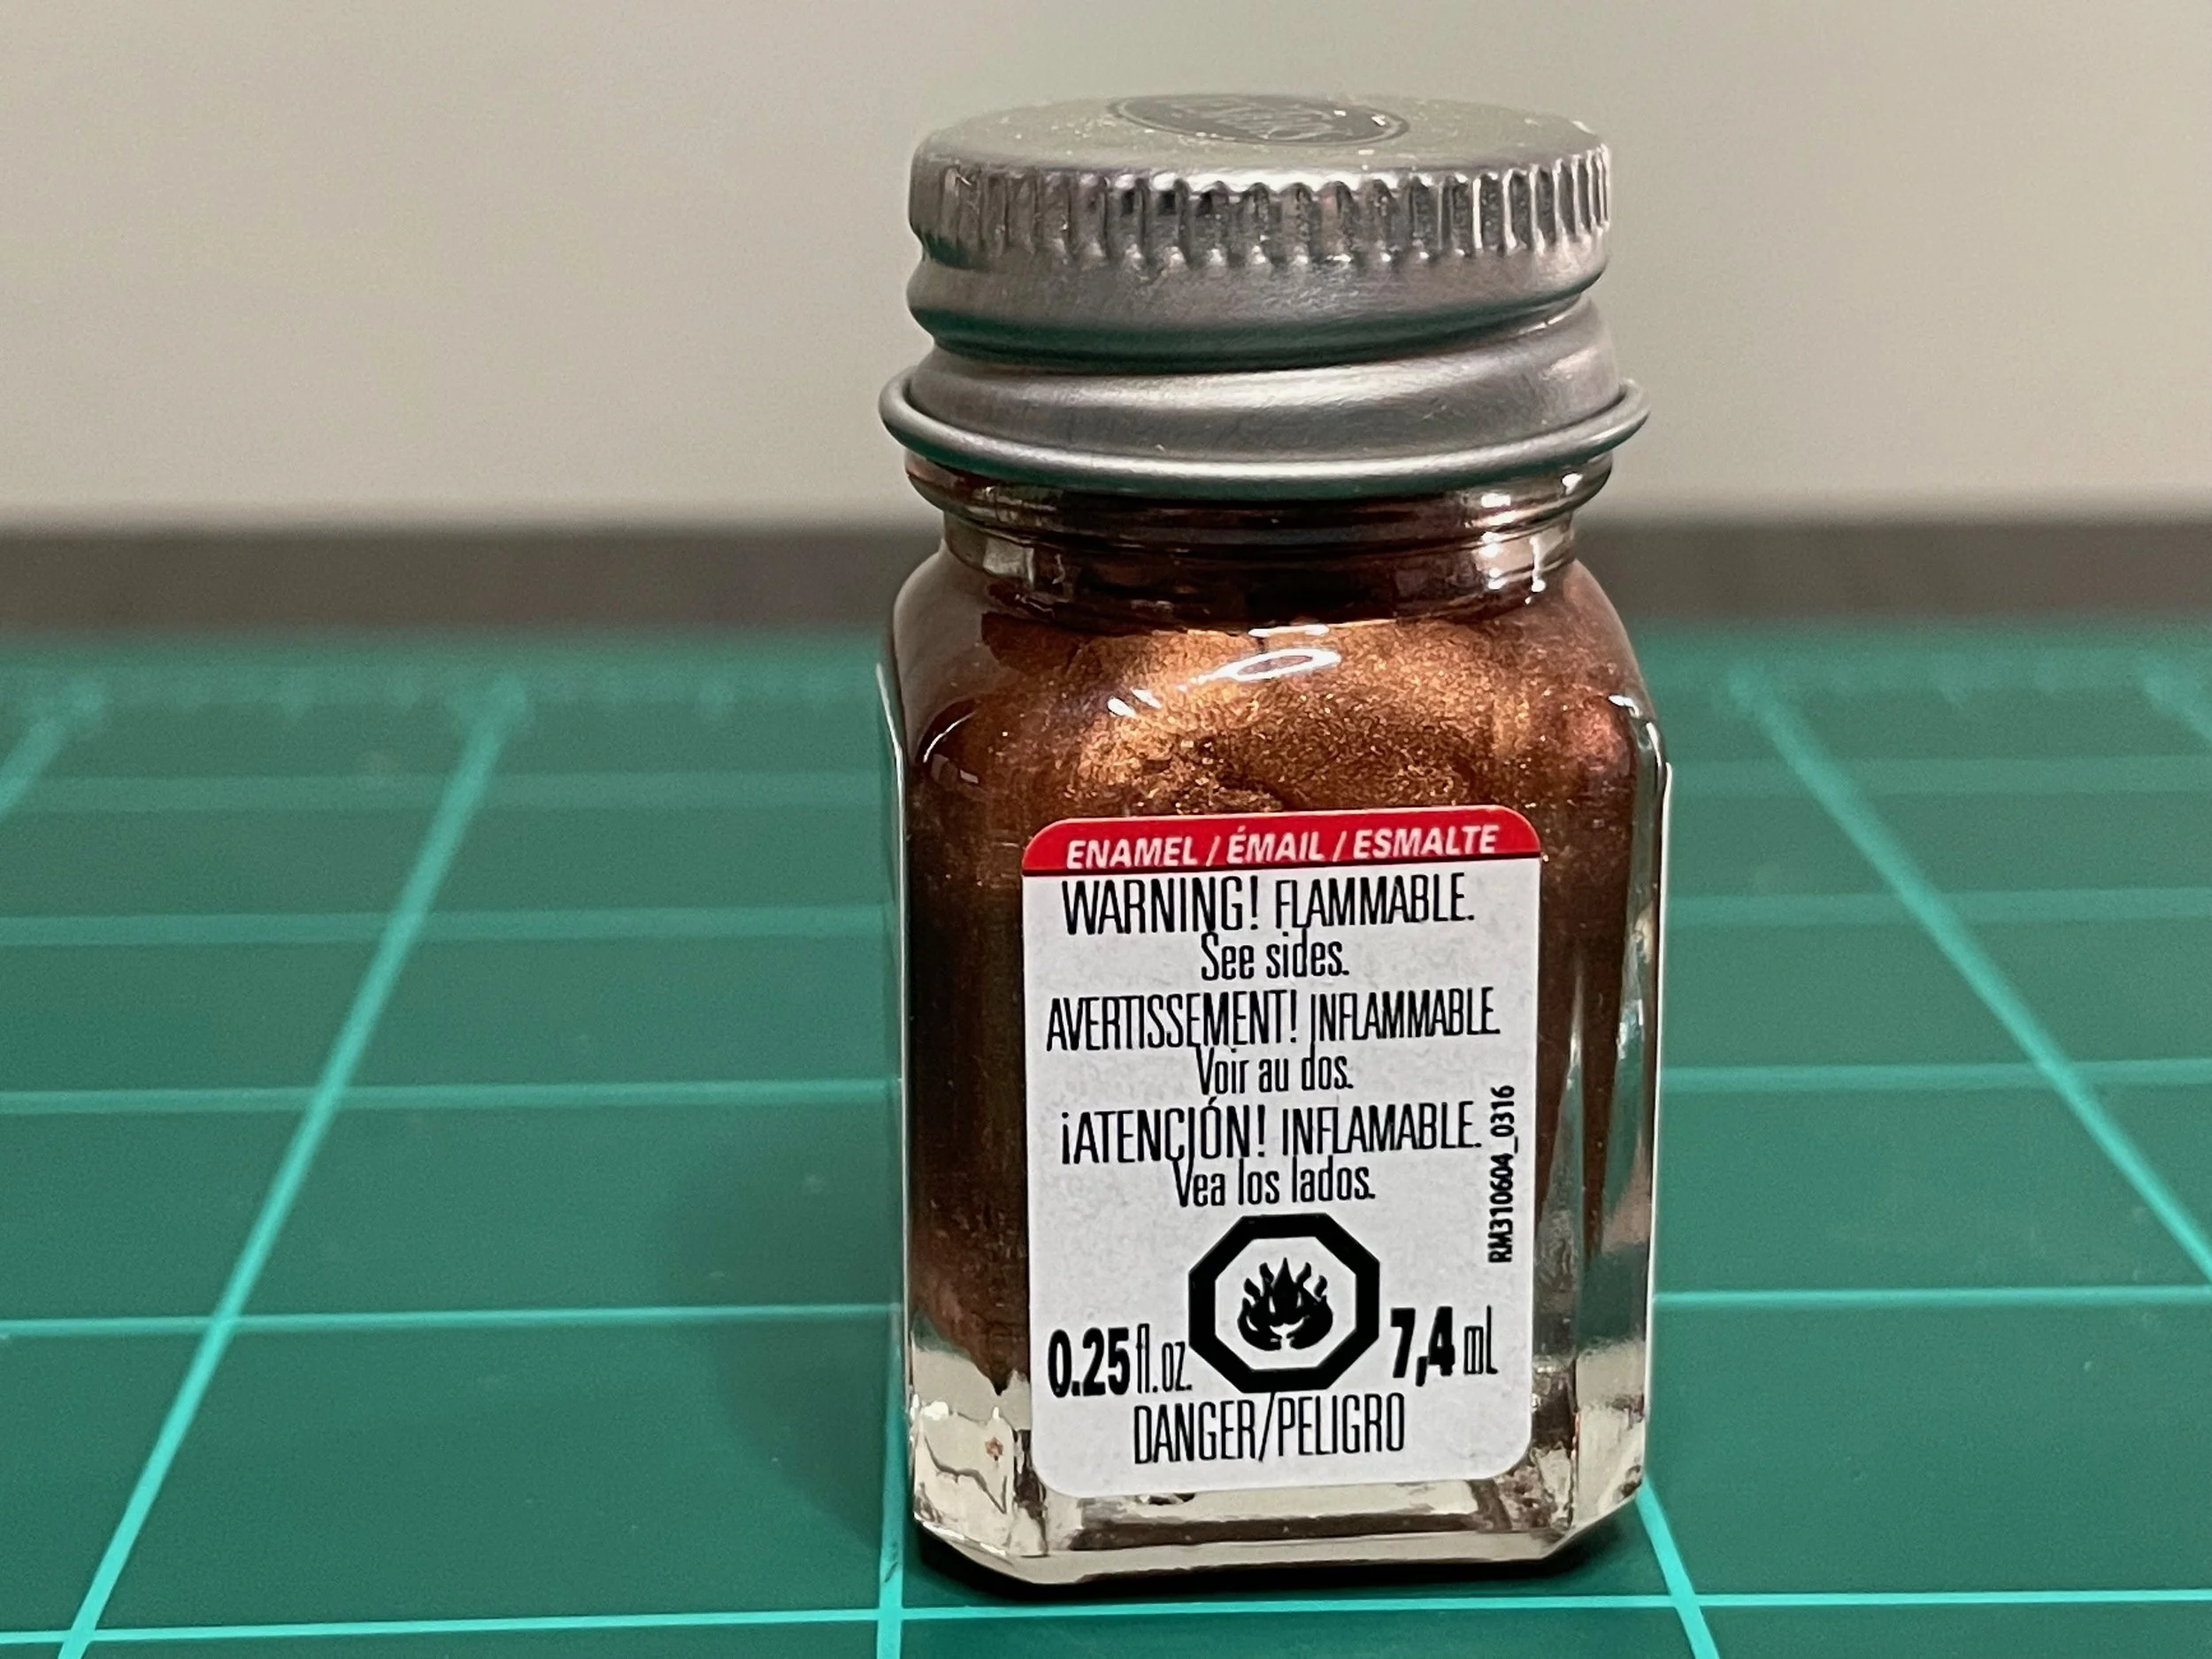 ENAMEL / ÉMAIL / ESMALTE
WARNING! FLAMMABLE.
See sides.
AVERTISSEMENT! INFLAMMABLE.
Voir au dos.
¡ATENCIÓN! INFLAMABLE.
Vea los lados.
RM310604_0316
0.25 fl. oz. 7,4 ml
DANGER/PELIGRO